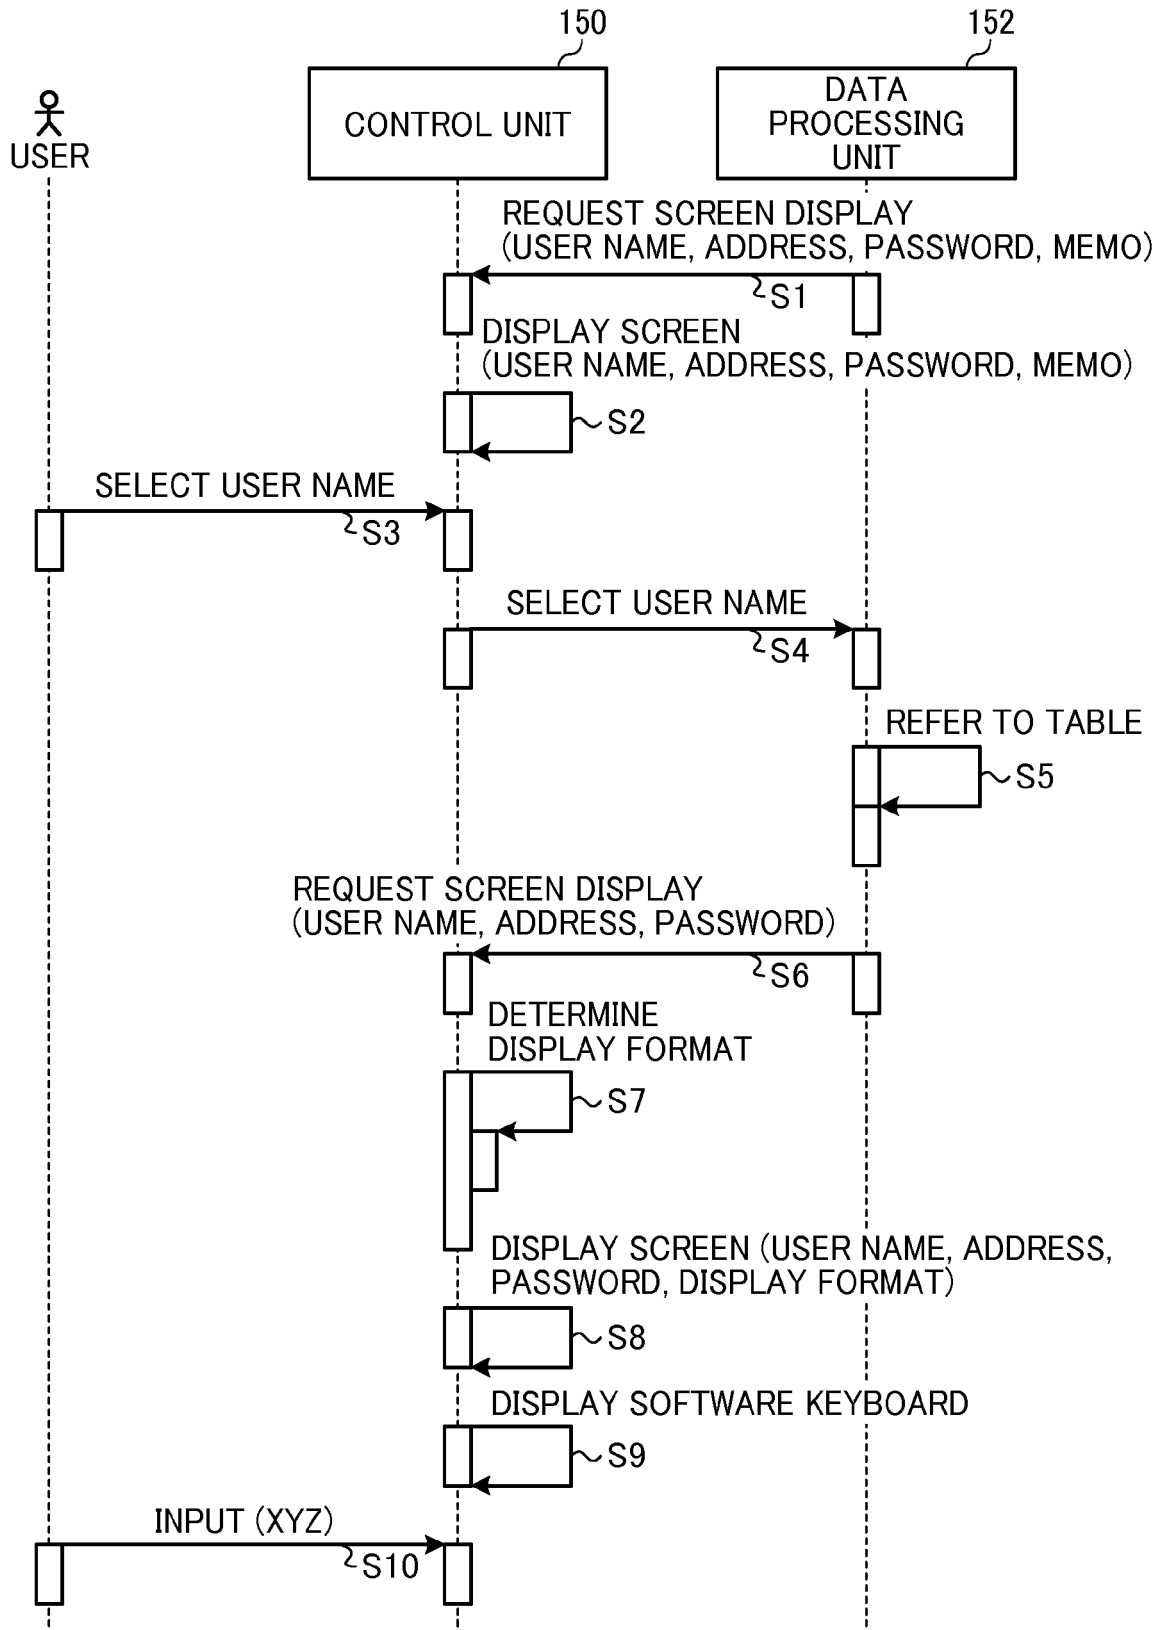 150
152
USER
CONTROL UNIT
DATA
PROCESSING
UNIT
REQUEST SCREEN DISPLAY
(USER NAME, ADDRESS, PASSWORD, MEMO)
S1
DISPLAY SCREEN
(USER NAME, ADDRESS, PASSWORD, MEMO)
S2
SELECT USER NAME
S3
SELECT USER NAME
S4
REFER TO TABLE
S5
REQUEST SCREEN DISPLAY
(USER NAME, ADDRESS, PASSWORD)
S6
DETERMINE
DISPLAY FORMAT
S7
DISPLAY SCREEN (USER NAME, ADDRESS,
PASSWORD, DISPLAY FORMAT)
S8
DISPLAY SOFTWARE KEYBOARD
S9
INPUT (XYZ)
S10